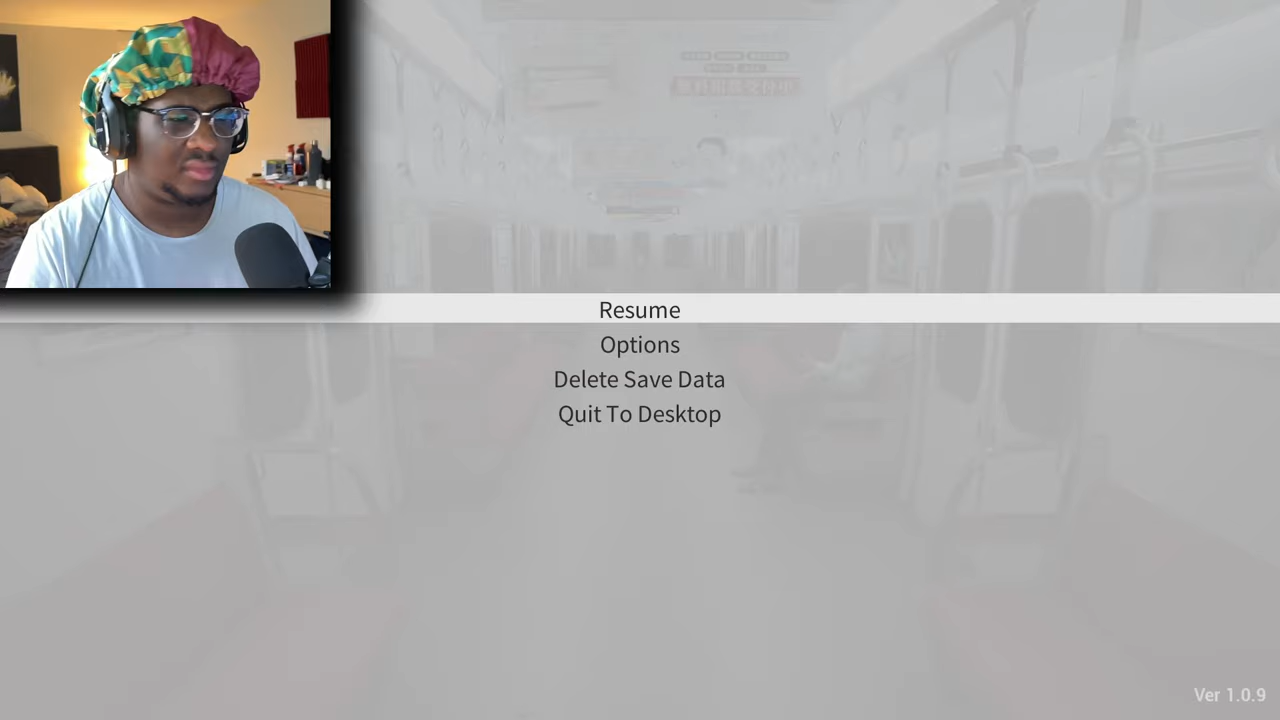 Resume
Options
Delete Save Data
Quit To Desktop
Ver 1.0.9